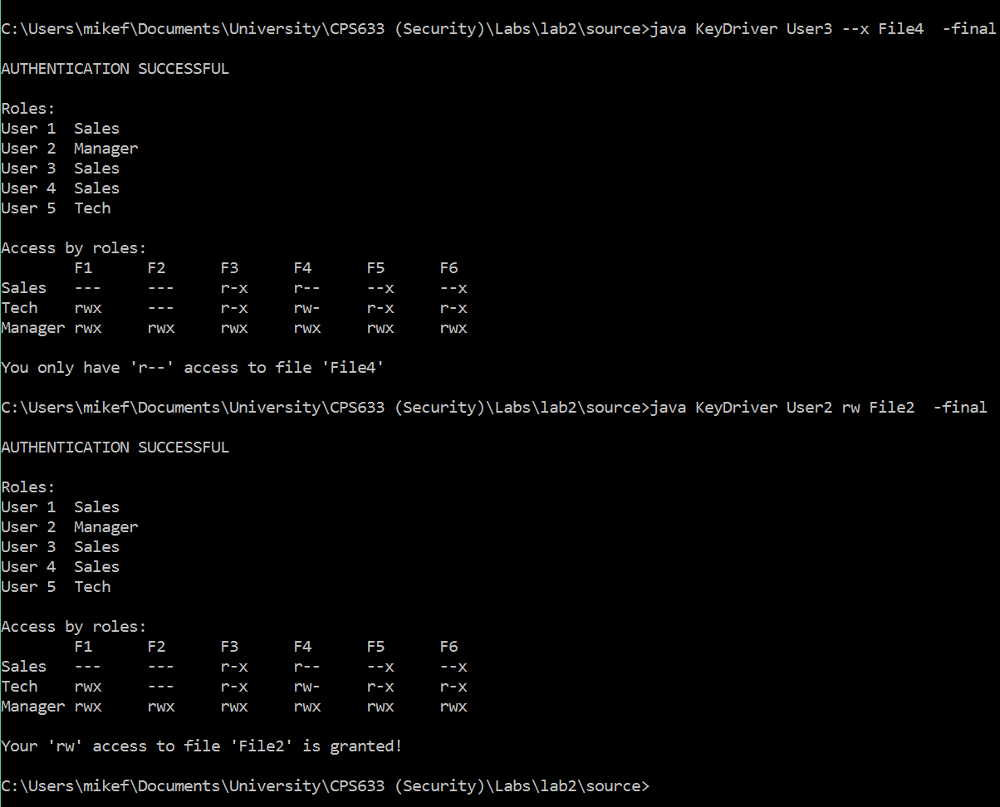 C:\Users\mikef\Documents\University\CPS633 (Security)\Labs\lab2\source>java KeyDriver User3 --x File4  -final
AUTHENTICATION SUCCESSFUL
Roles:
User 1  Sales
User 2  Manager
User 3  Sales
User 4  Sales
User 5  Tech
Access by roles:
        F1      F2      F3      F4      F5      F6
Sales   ---     ---     r-x     r--     --x     --x
Tech    rwx     ---     r-x     rw-     r-x     r-x
Manager rwx     rwx     rwx     rwx     rwx     rwx
You only have 'r--' access to file 'File4'
C:\Users\mikef\Documents\University\CPS633 (Security)\Labs\lab2\source>java KeyDriver User2 rw File2  -final
AUTHENTICATION SUCCESSFUL
Roles:
User 1  Sales
User 2  Manager
User 3  Sales
User 4  Sales
User 5  Tech
Access by roles:
        F1      F2      F3      F4      F5      F6
Sales   ---     ---     r-x     r--     --x     --x
Tech    rwx     ---     r-x     rw-     r-x     r-x
Manager rwx     rwx     rwx     rwx     rwx     rwx
Your 'rw' access to file 'File2' is granted!
C:\Users\mikef\Documents\University\CPS633 (Security)\Labs\lab2\source>